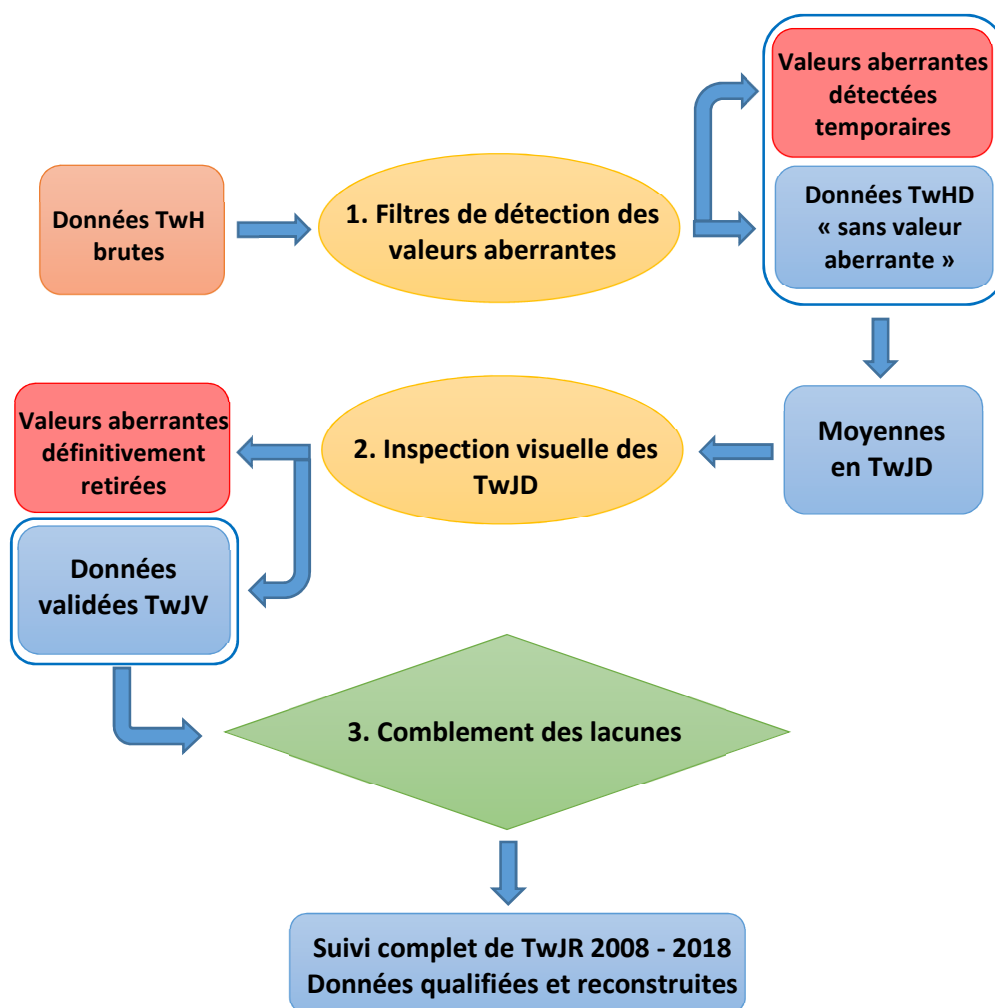 Données TwH
brutes
1. Filtres de détection des
valeurs aberrantes
Valeurs aberrantes
détectées
temporaires
Données TwHD
« sans valeur
aberrante »
Moyennes
en TwJD
2. Inspection visuelle des
TwJD
Valeurs aberrantes
définitivement
retirées
Données
validées TwJV
3. Comblement des lacunes
Suivi complet de TwJR 2008 - 2018
Données qualifiées et reconstruites